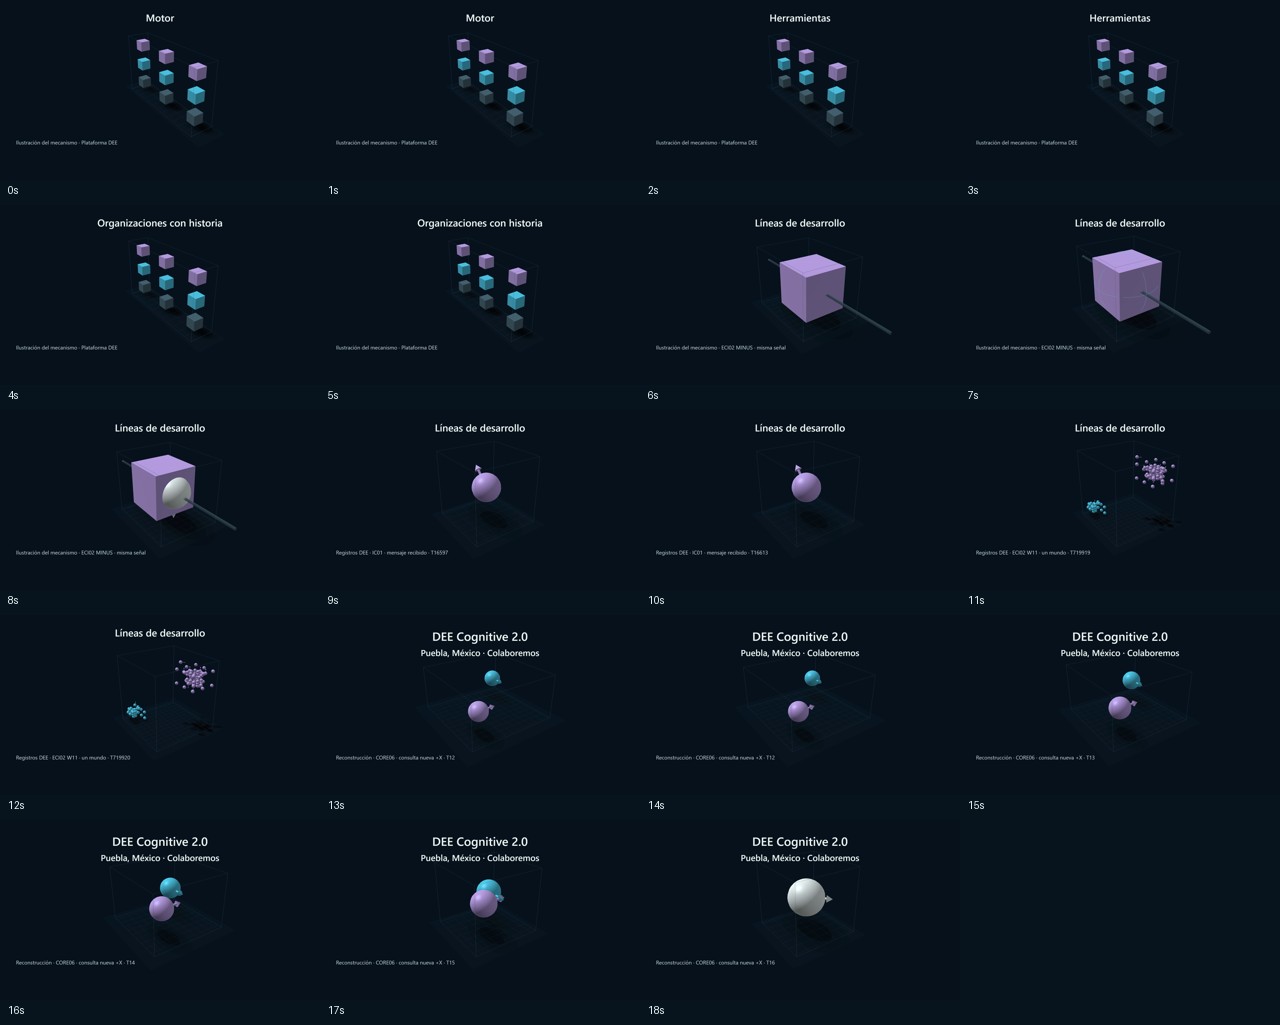 Motor
Ilustración del mecanismo · Plataforma DEE
0s
Motor
Ilustración del mecanismo · Plataforma DEE
1s
Herramientas
Ilustración del mecanismo · Plataforma DEE
2s
Herramientas
Ilustración del mecanismo · Plataforma DEE
3s
Organizaciones con historia
Ilustración del mecanismo · Plataforma DEE
4s
Organizaciones con historia
Ilustración del mecanismo · Plataforma DEE
5s
Líneas de desarrollo
Ilustración del mecanismo · ECI02 MINUS · misma señal
6s
Líneas de desarrollo
Ilustración del mecanismo · ECI02 MINUS · misma señal
7s
Líneas de desarrollo
Ilustración del mecanismo · ECI02 MINUS · misma señal
8s
Líneas de desarrollo
Registros DEE · IC01 · mensaje recibido · T16597
9s
Líneas de desarrollo
Registros DEE · IC01 · mensaje recibido · T16613
10s
Líneas de desarrollo
Registros DEE · ECI02 W11 · un mundo · T719919
11s
Líneas de desarrollo
Registros DEE · ECI02 W11 · un mundo · T719920
12s
DEE Cognitive 2.0
Puebla, México · Colaboremos
Reconstrucción · CORE06 · consulta nueva +X · T12
13s
DEE Cognitive 2.0
Puebla, México · Colaboremos
Reconstrucción · CORE06 · consulta nueva +X · T12
14s
DEE Cognitive 2.0
Puebla, México · Colaboremos
Reconstrucción · CORE06 · consulta nueva +X · T13
15s
DEE Cognitive 2.0
Puebla, México · Colaboremos
Reconstrucción · CORE06 · consulta nueva +X · T14
16s
DEE Cognitive 2.0
Puebla, México · Colaboremos
Reconstrucción · CORE06 · consulta nueva +X · T15
17s
DEE Cognitive 2.0
Puebla, México · Colaboremos
Reconstrucción · CORE06 · consulta nueva +X · T16
18s